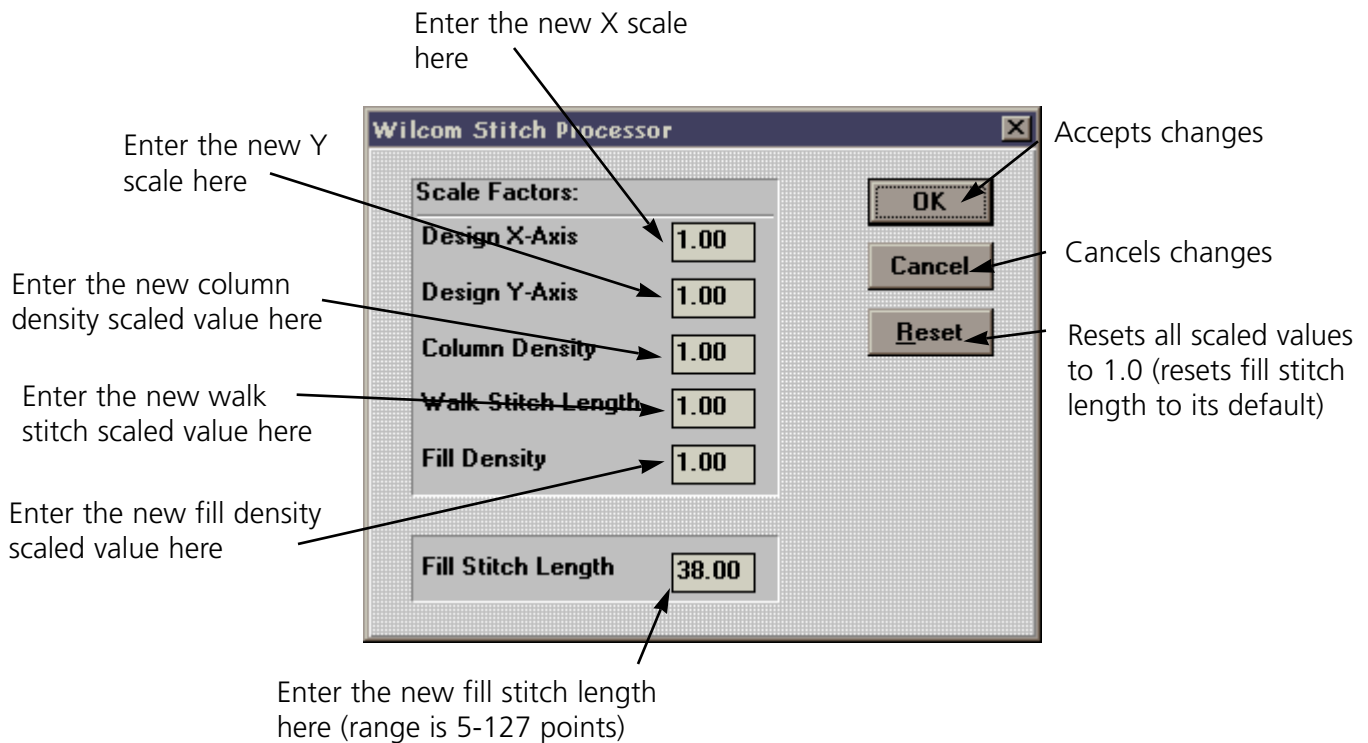 Enter the new X scale
here
Wilcom Stitch Processor
Enter the new Y
scale here
Accepts changes
Scale Factors:
OK
Design X-Axis 1.00
Cancel
Cancels changes
Enter the new column
density scaled value here
Design Y-Axis 1.00
Reset
Resets all scaled values
to 1.0 (resets fill stitch
length to its default)
Column Density 1.00
Enter the new walk
stitch scaled value here
Walk Stitch Length 1.00
Fill Density 1.00
Enter the new fill density
scaled value here
Fill Stitch Length 38.00
Enter the new fill stitch length
here (range is 5-127 points)